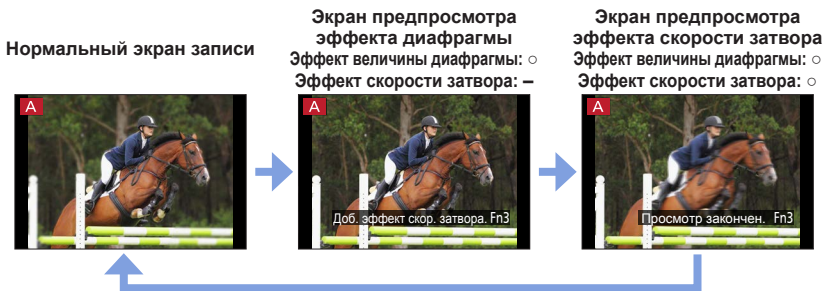 Нормальный экран записи
Экран предпросмотра
эффекта диафрагмы
Эффект величины диафрагмы: ○
Эффект скорости затвора: –
Экран предпросмотра
эффекта скорости затвора
Эффект величины диафрагмы: ○
Эффект скорости затвора: ○
A
A
Доб. эффект скор. затвора. Fn3
A
Просмотр закончен. Fn3